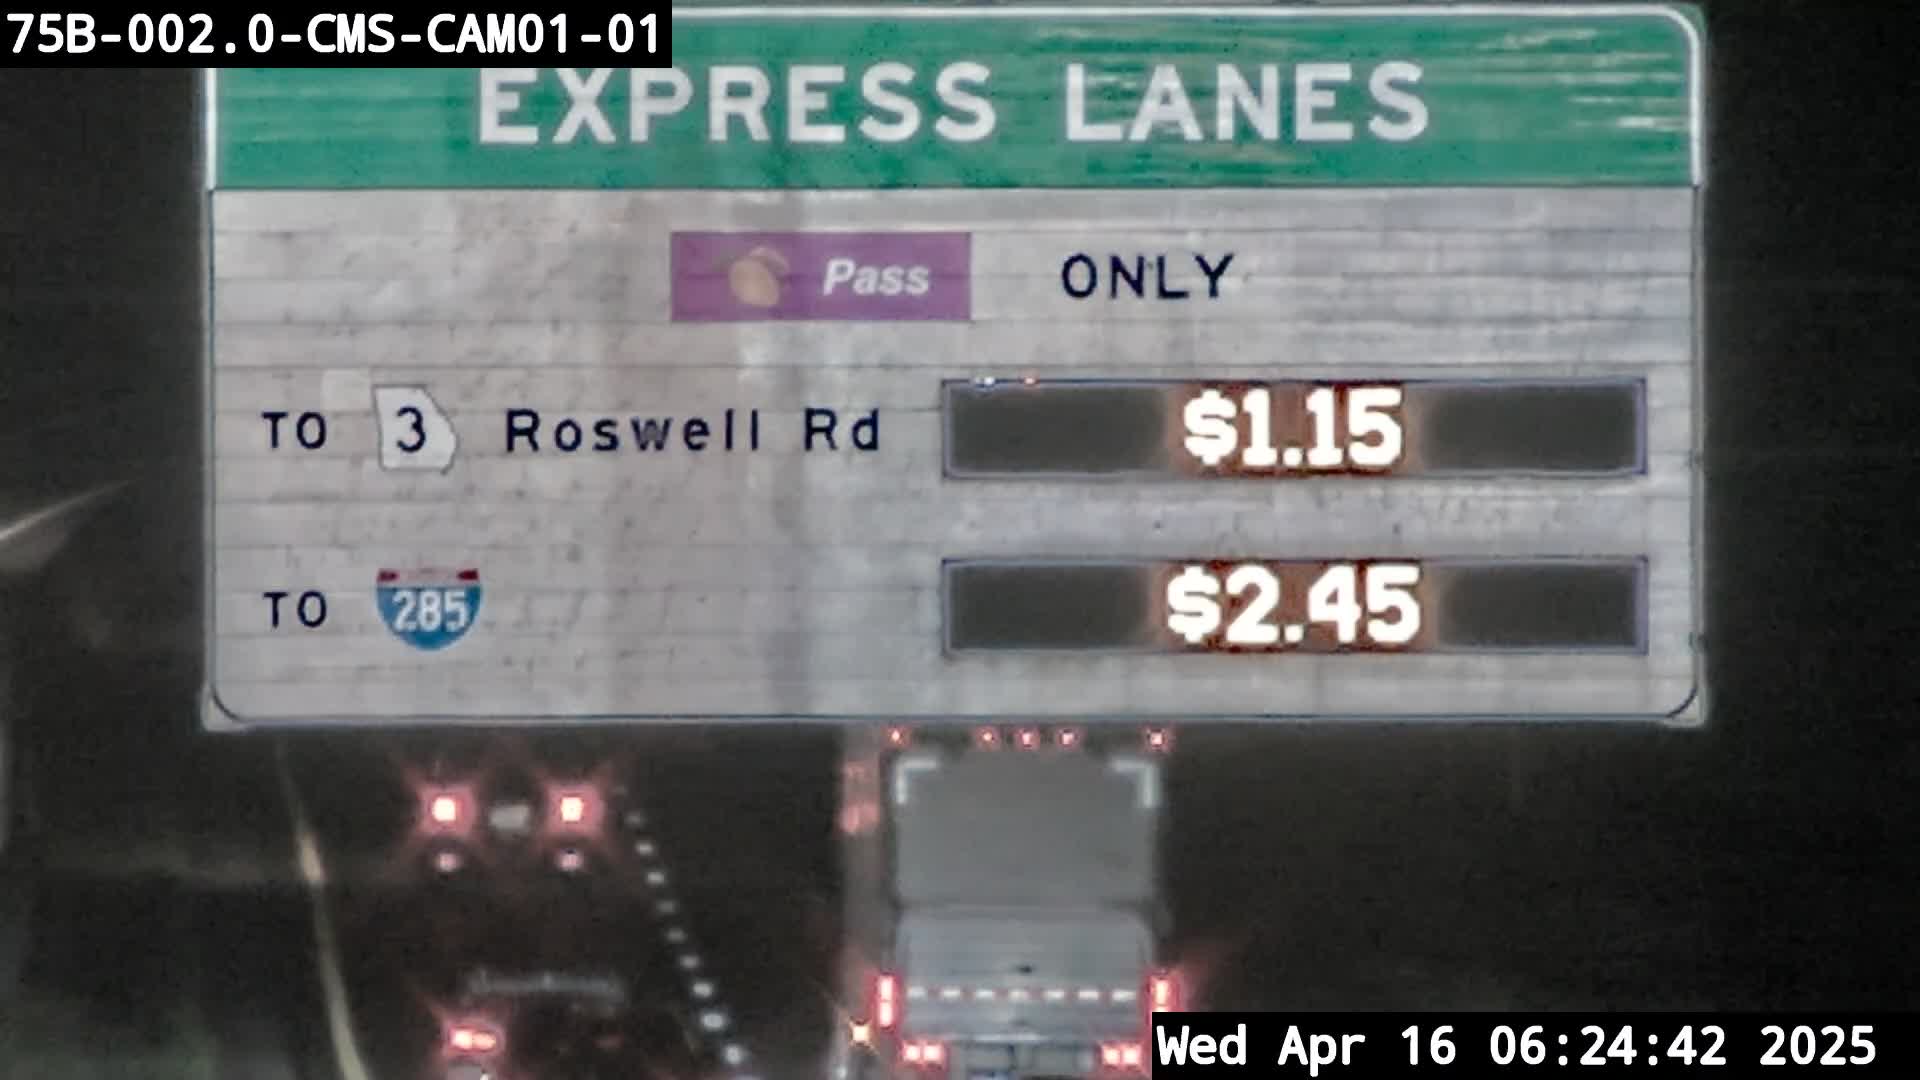 75B-002.0-CMS-CAM01-01
EXPRESS LANES
Pass ONLY
TO 3 Roswell Rd $1.15
TO 285 $2.45
Wed Apr 16 06:24:42 2025